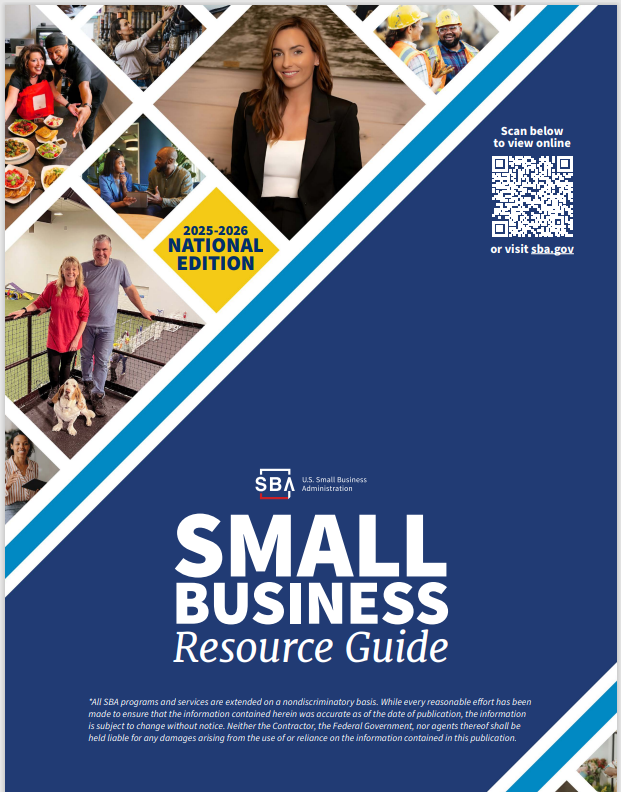 Scan below
to view online
or visit sba.gov
2025-2026
NATIONAL
EDITION
SBA
U.S. Small Business
Administration
SMALL
BUSINESS
Resource Guide
*All SBA programs and services are extended on a nondiscriminatory basis. While every reasonable effort has been
made to ensure that the information contained herein was accurate as of the date of publication, the information
is subject to change without notice. Neither the Contractor, the Federal Government, nor agents thereof shall be
held liable for any damages arising from the use of or reliance on the information contained in this publication.